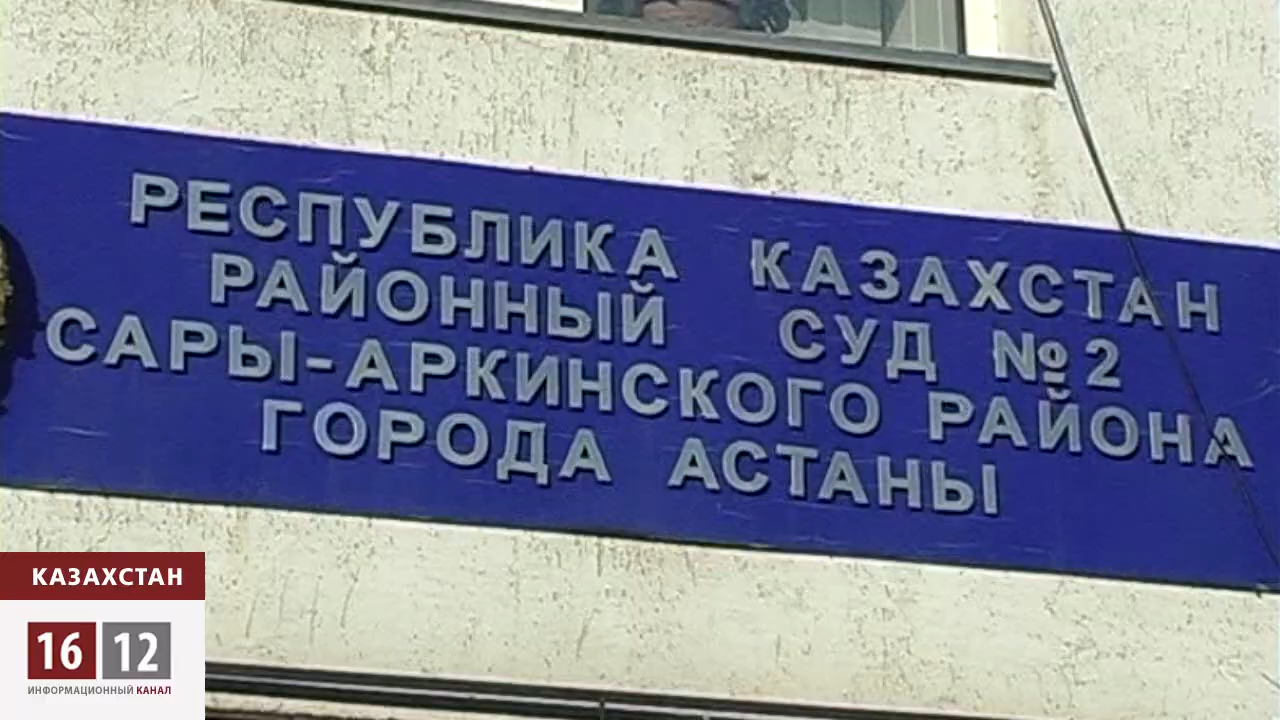 РЕСПУБЛИКА КАЗАХСТАН
РАЙОННЫЙ СУД №2
САРЫ-АРКИНСКОГО РАЙОНА
ГОРОДА АСТАНЫ
КАЗАХСТАН
16 12
ИНФОРМАЦИОННЫЙ КАНАЛ